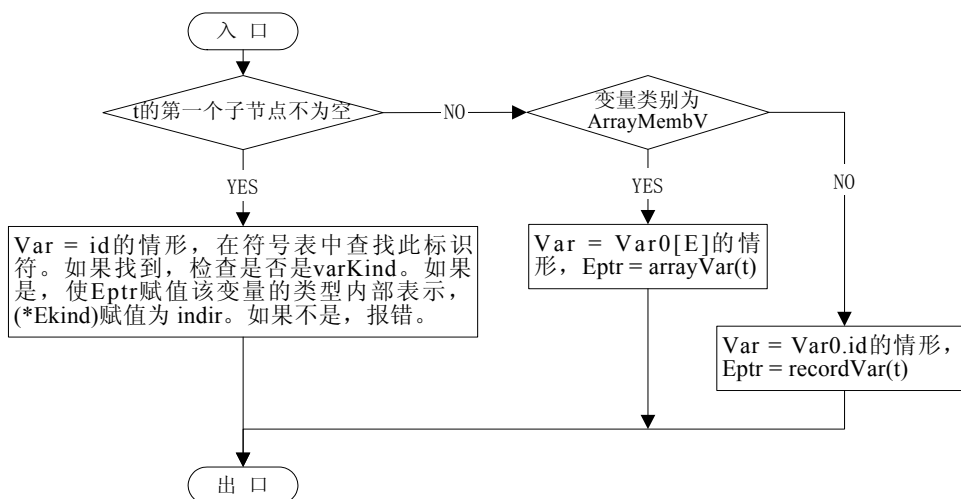 入 口
t的第一个子节点不为空
NO
变量类别为
ArrayMembV
YES
YES
NO
Var = id的情形，在符号表中查找此标识
符。如果找到，检查是否是varKind。如果
是，使Eptr赋值该变量的类型内部表示，
(*Ekind)赋值为 indir。如果不是，报错。
Var = Var0[E]的情
形，Eptr = arrayVar(t)
Var = Var0.id的情形，
Eptr = recordVar(t)
出 口